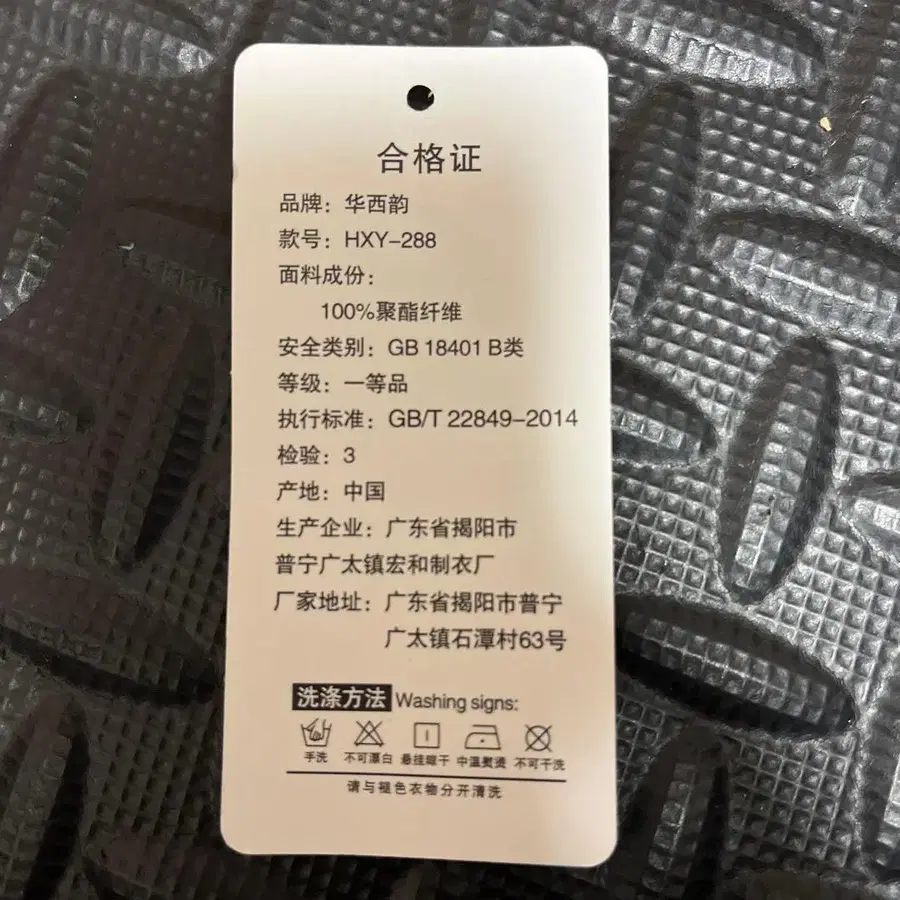 合格证
品牌：华西韵
款号：HXY-288
面料成份：
100%聚酯纤维
安全类别：GB 18401 B类
等级：一等品
执行标准：GB/T 22849-2014
检验：3
产地：中国
生产企业：广东省揭阳市
普宁广太镇宏和制衣厂
厂家地址：广东省揭阳市普宁
广太镇石潭村63号
洗涤方法 Washing signs:
手洗 不可漂白 悬挂晾干 中温熨烫 不可干洗
请与褪色衣物分开清洗